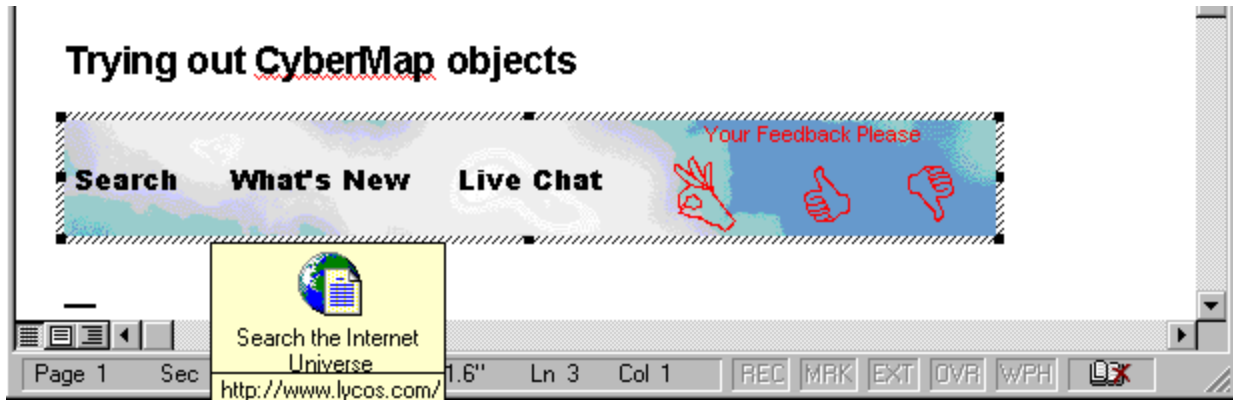 Trying out CyberMap objects
Your Feedback Please
Search What's New Live Chat
Search the Internet
Universe
http://www.lycos.com/
Page 1 Sec 1.6" Ln 3 Col 1 REC MRK EXT OVR WPH